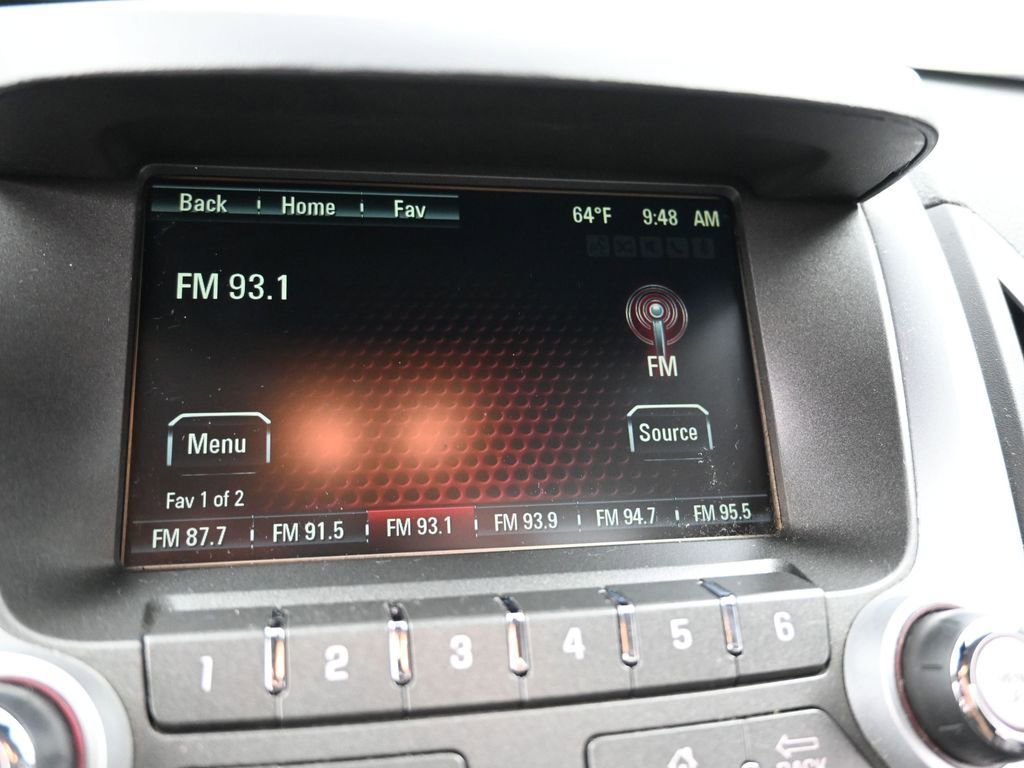 Back Home Fav 64°F 9:48 AM
FM 93.1
FM
Menu Source
Fav 1 of 2
FM 87.7 FM 91.5 FM 93.1 FM 93.9 FM 94.7 FM 95.5
1 2 3 4 5 6
BACK